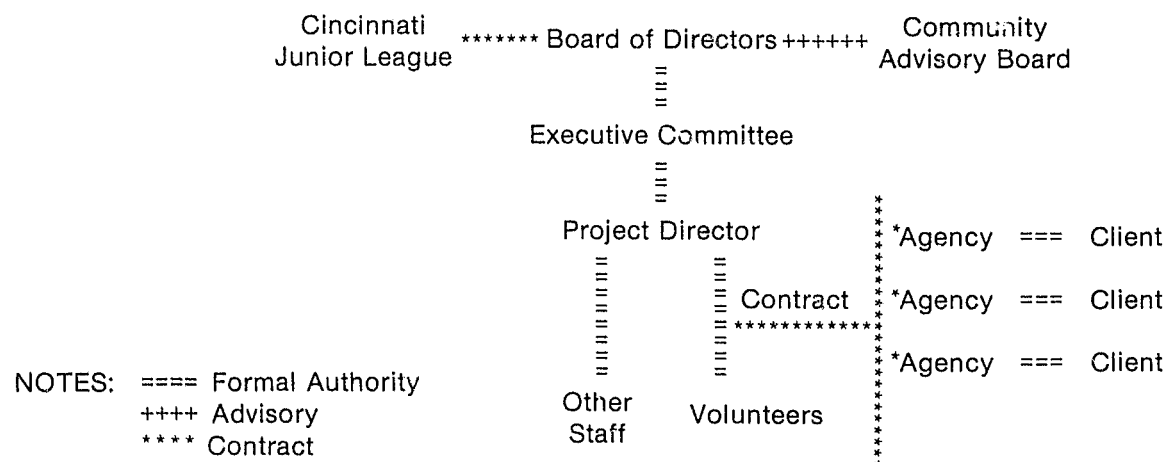 Cincinnati
Junior League ******* Board of Directors ++++++ Community
Advisory Board
Executive Committee
Project Director
*Agency === Client
Contract *Agency === Client
************
*Agency === Client
NOTES: ==== Formal Authority
++++ Advisory
**** Contract
Other
Staff
Volunteers